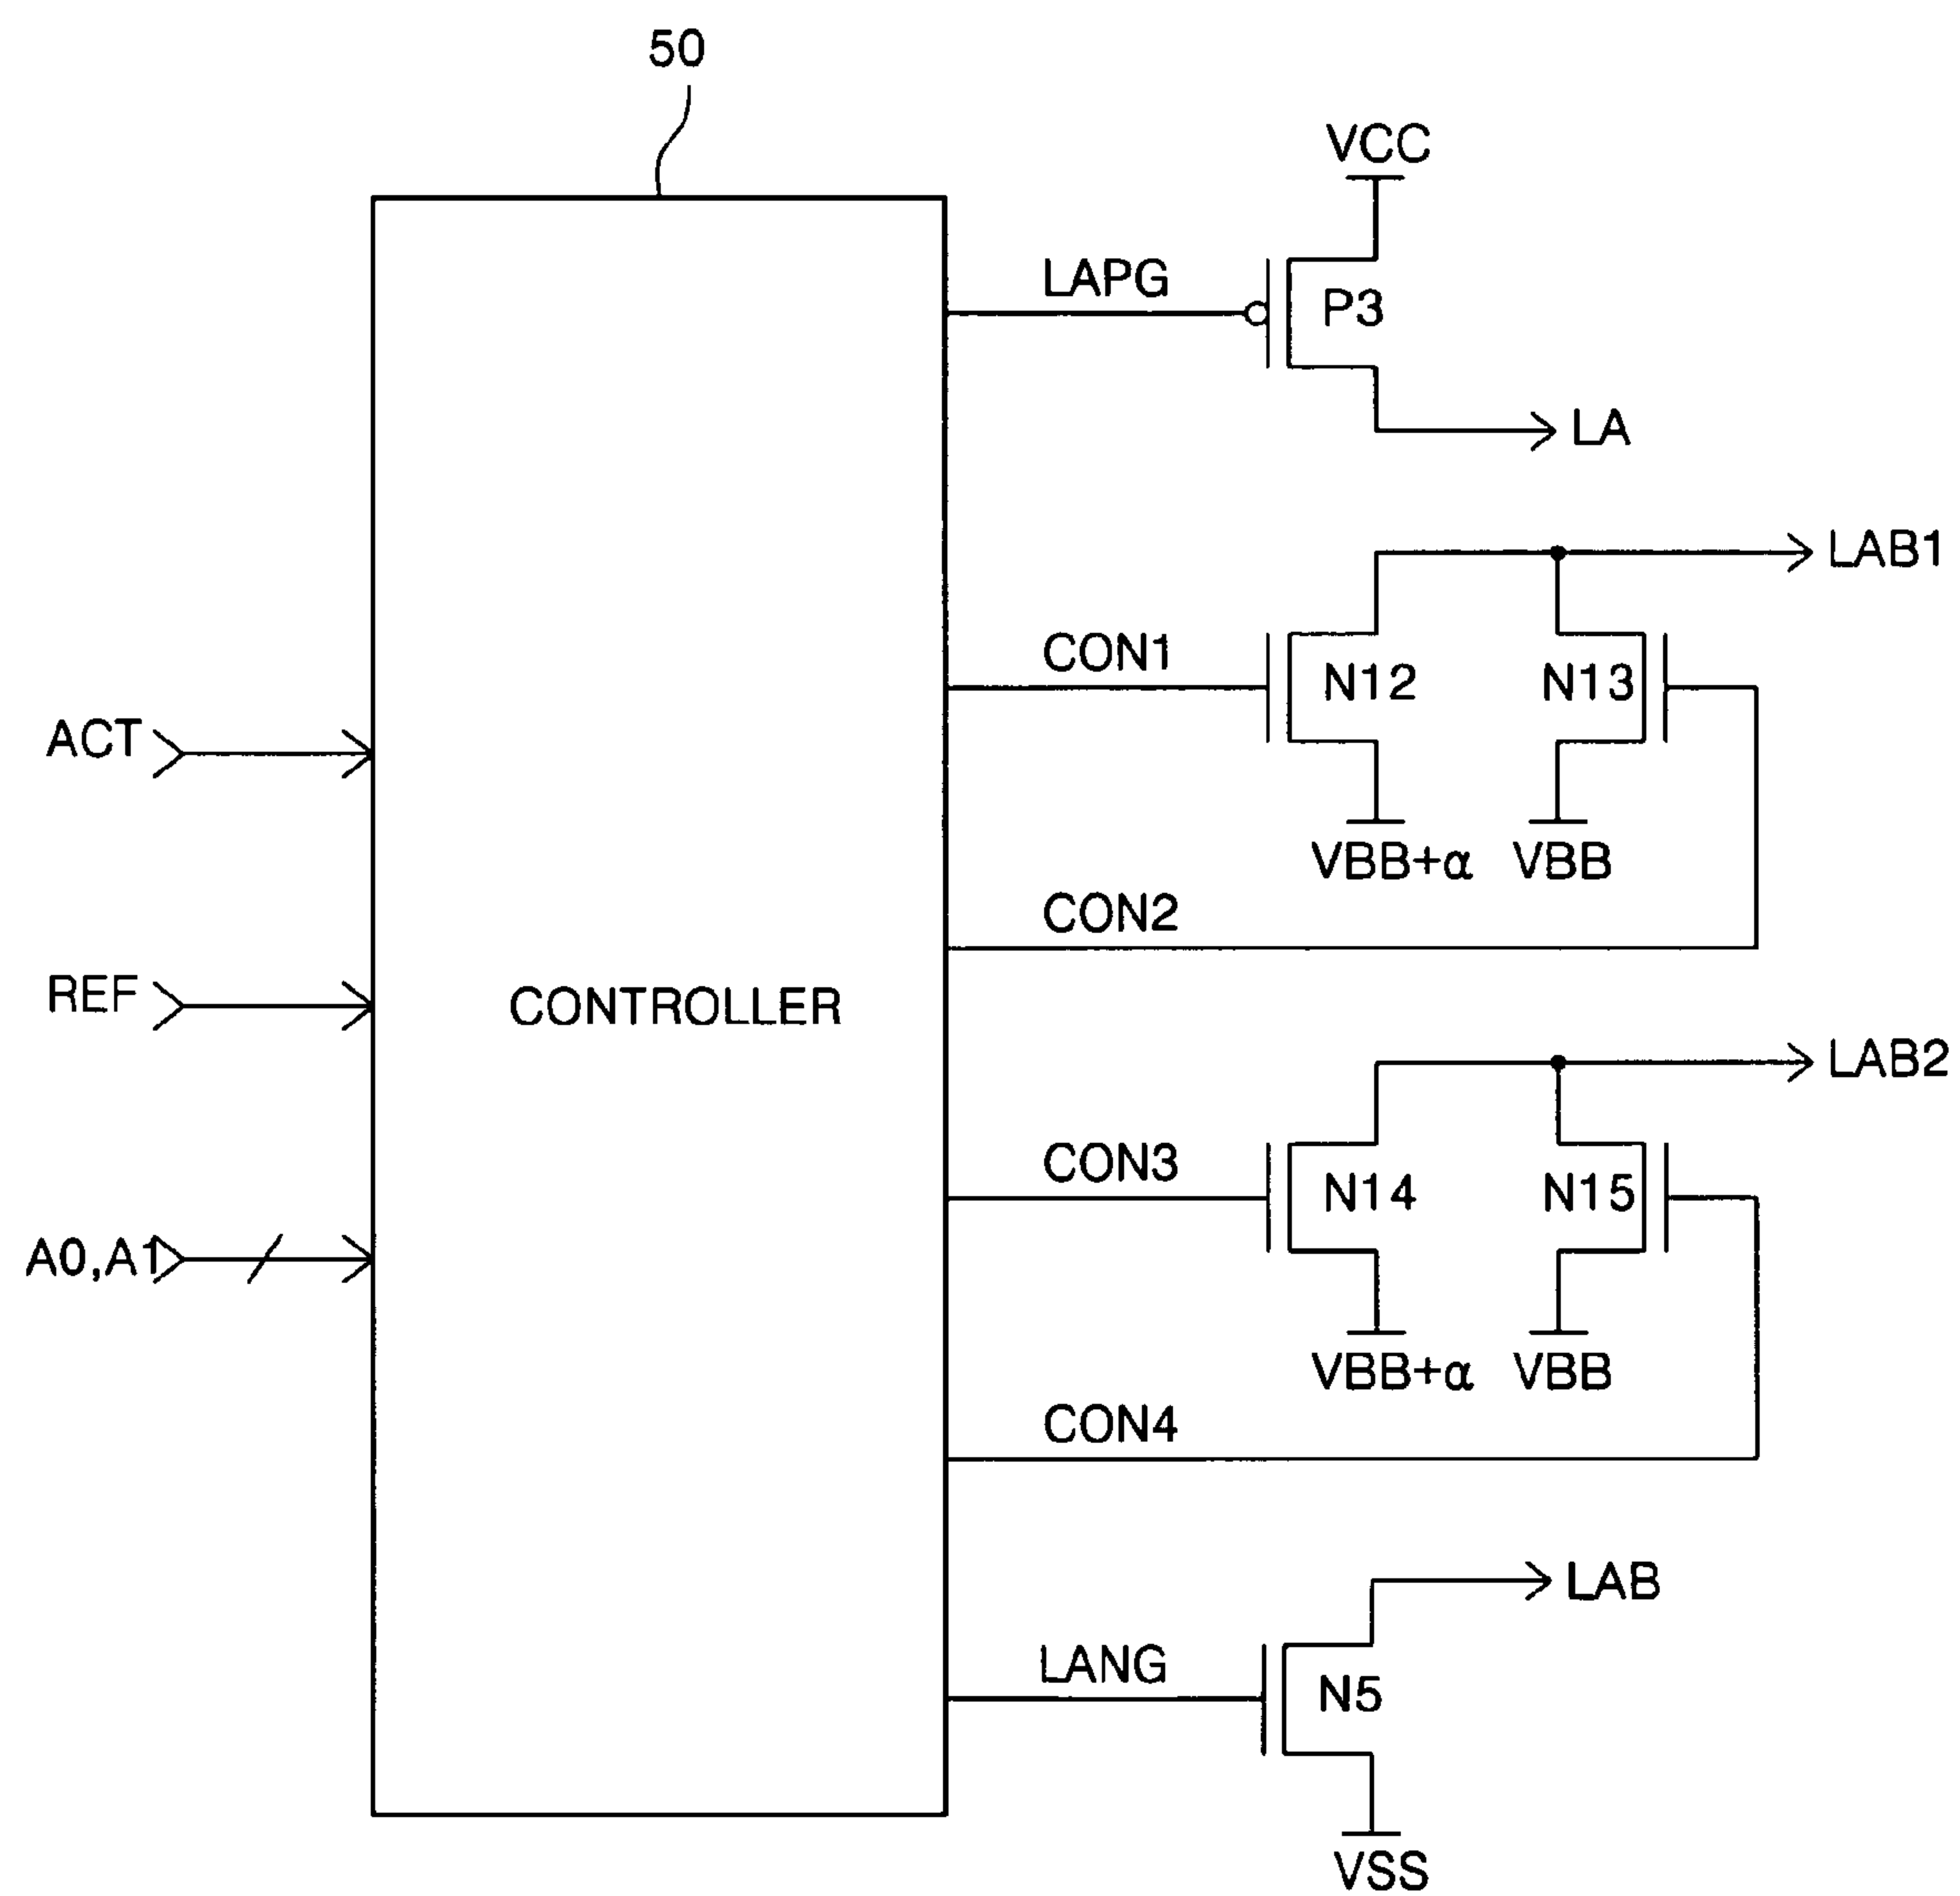 50
VCC
LAPG
P3
LA
LAB1
CON1
N12
N13
ACT
VBB+α
VBB
CON2
REF
CONTROLLER
LAB2
CON3
N14
N15
A0,A1
VBB+α
VBB
CON4
LAB
LANG
N5
VSS